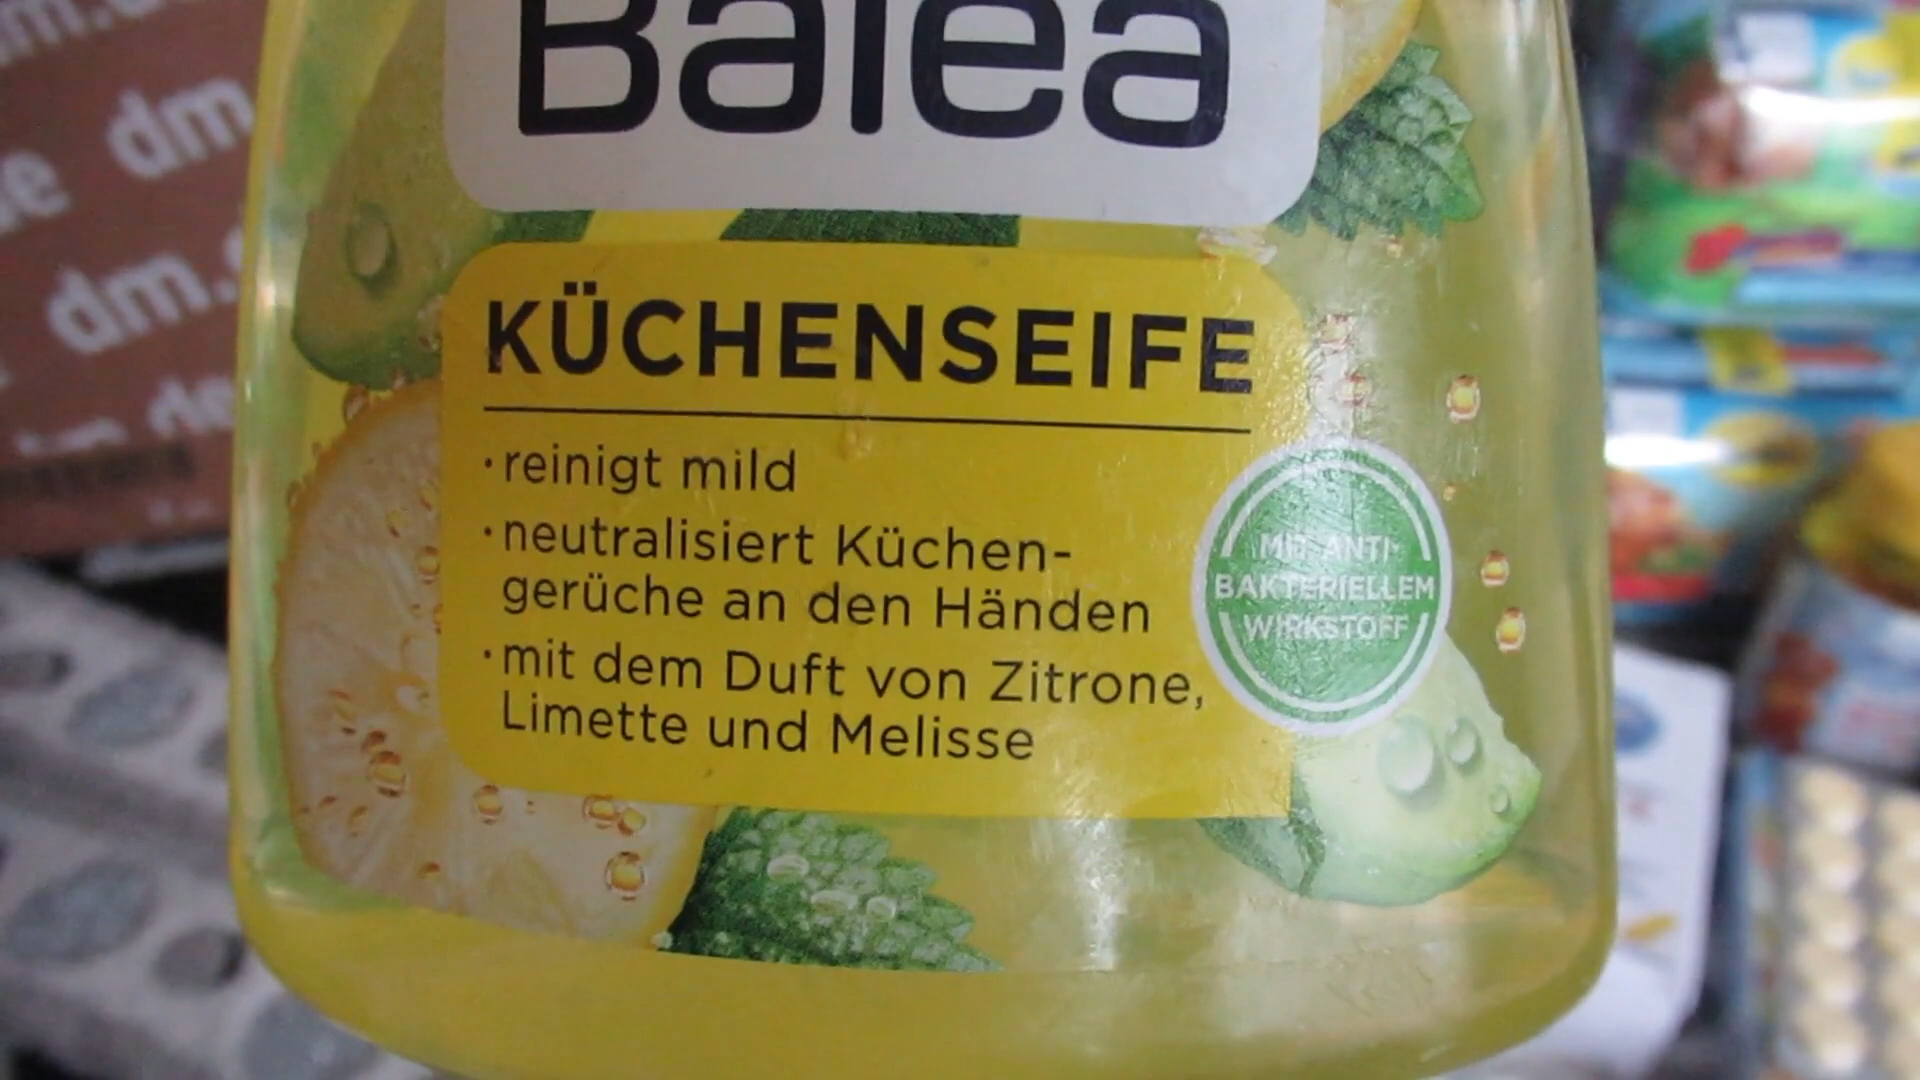 Balea
KÜCHENSEIFE
· reinigt mild
· neutralisiert Küchen-
gerüche an den Händen
· mit dem Duft von Zitrone,
Limette und Melisse
MIT ANTI-
BAKTERIELLEM
WIRKSTOFF
dm
dm.